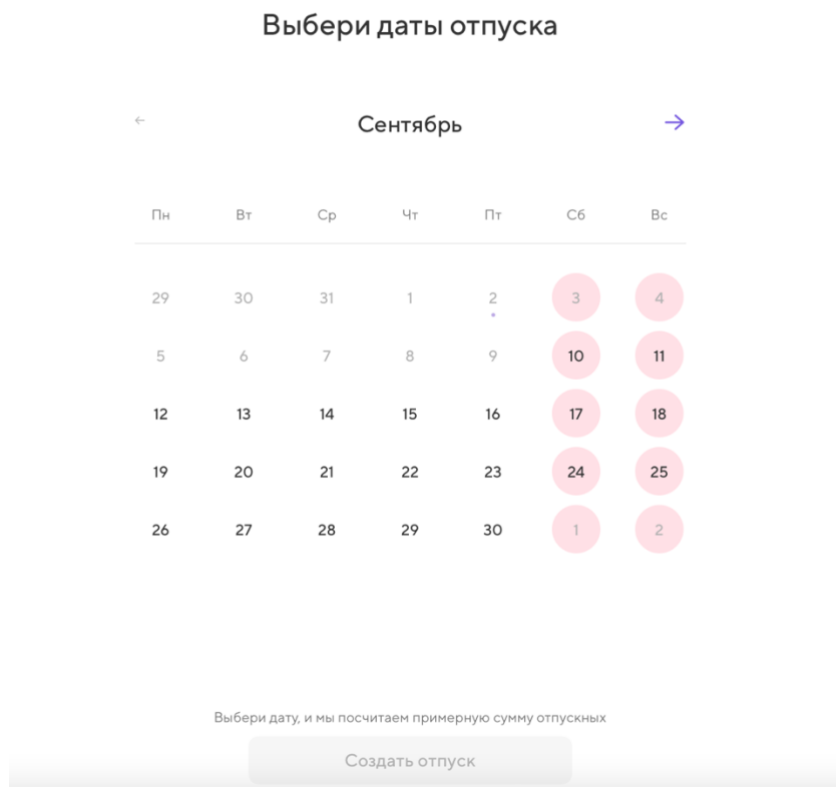 Выбери даты отпуска
← Сентябрь →
Пн Вт Ср Чт Пт Сб Вс
29 30 31 1 2 3 4
5 6 7 8 9 10 11
12 13 14 15 16 17 18
19 20 21 22 23 24 25
26 27 28 29 30 1 2
Выбери дату, и мы посчитаем примерную сумму отпускных
Создать отпуск